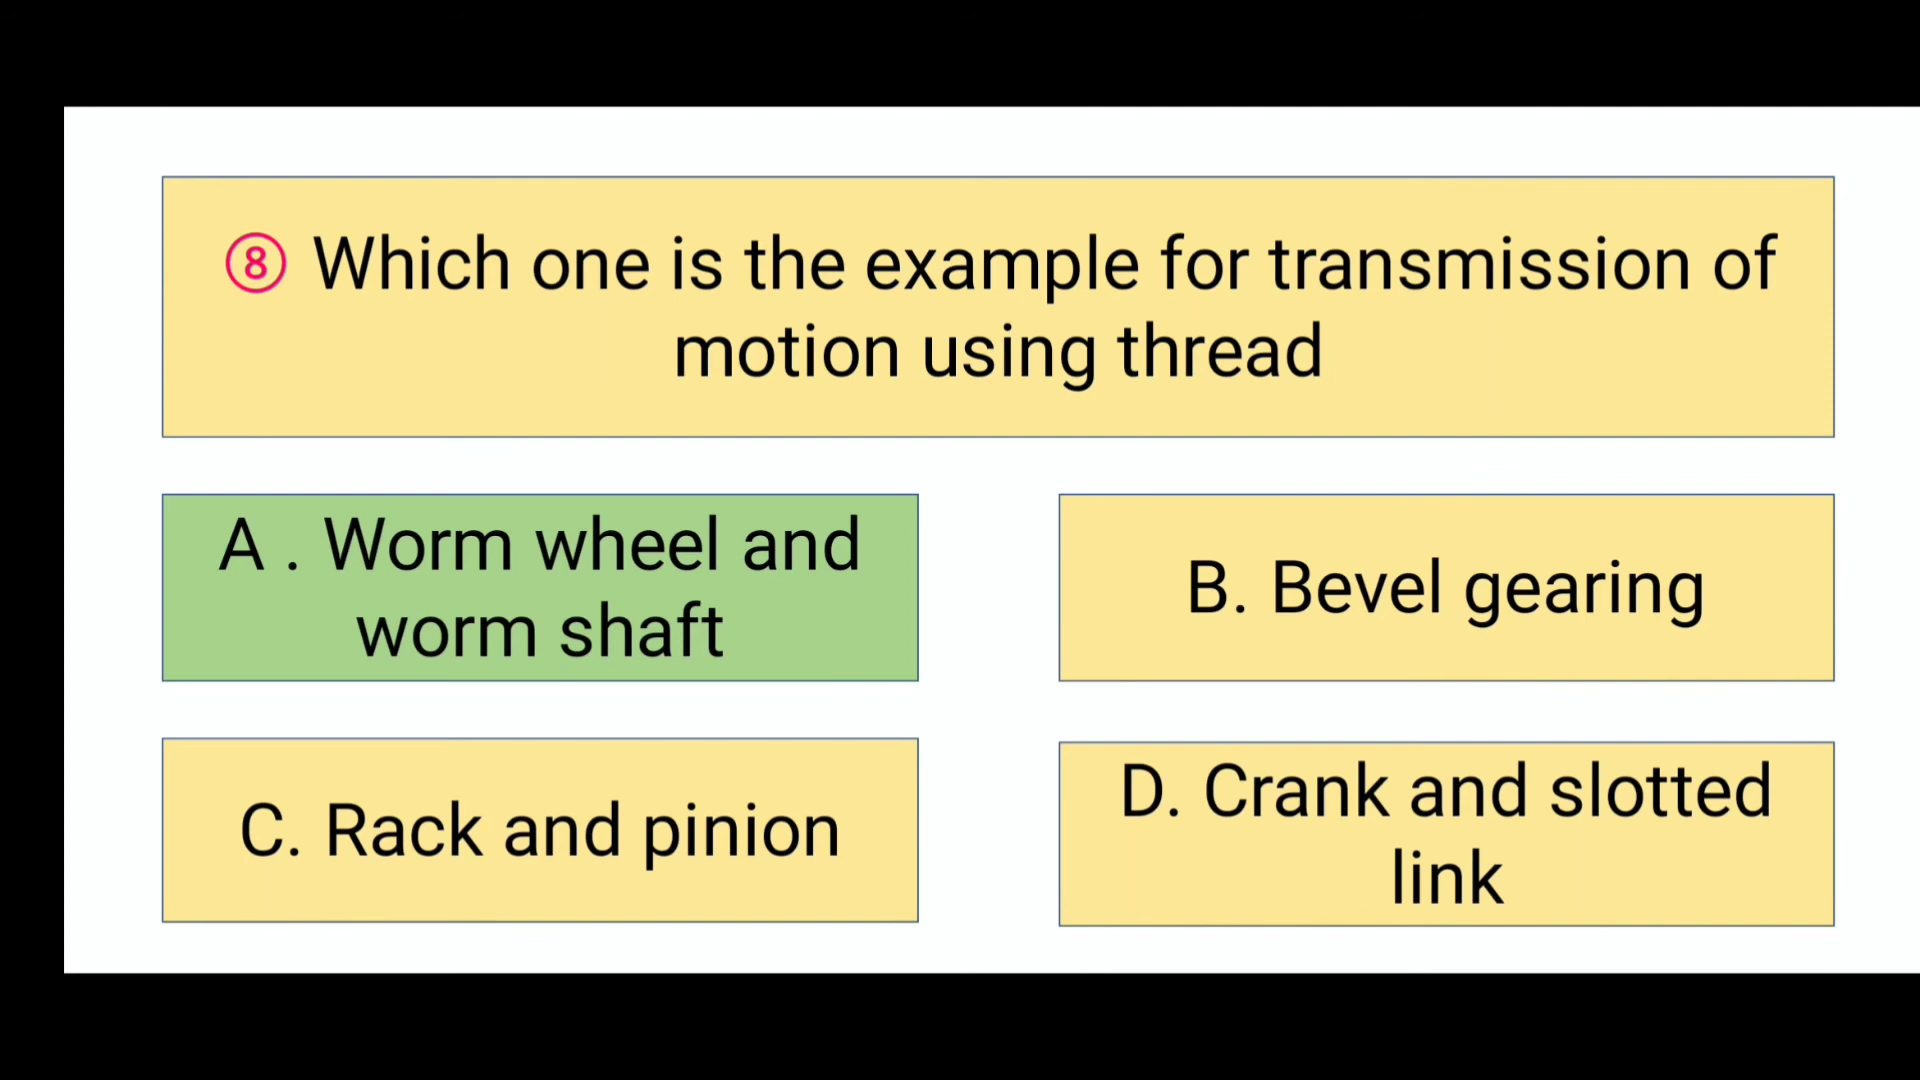 ⑧ Which one is the example for transmission of
motion using thread
A . Worm wheel and
worm shaft
B. Bevel gearing
C. Rack and pinion
D. Crank and slotted
link